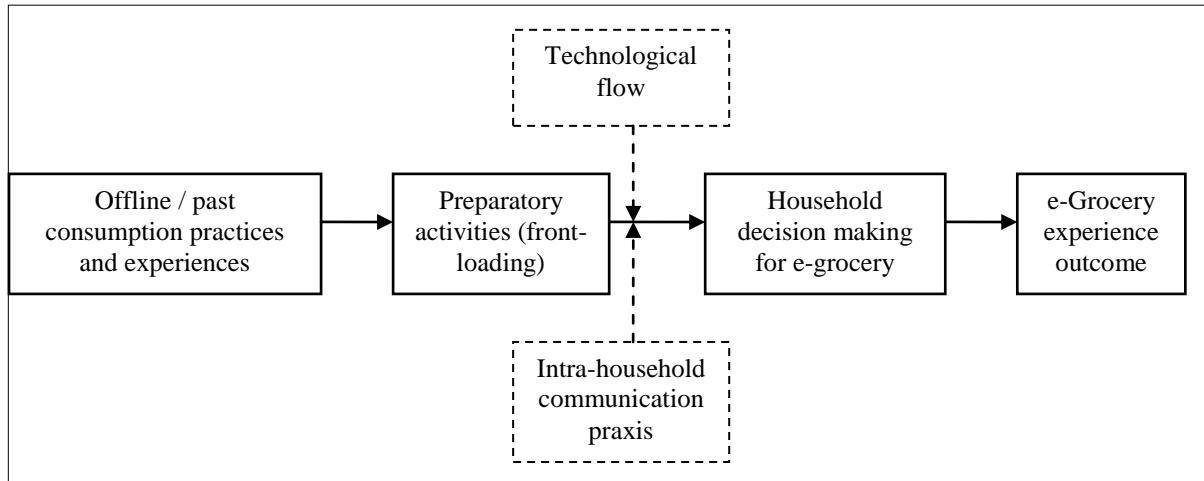 Technological
flow
Offline / past
consumption practices
and experiences
Preparatory
activities (front-
loading)
Household
decision making
for e-grocery
e-Grocery
experience
outcome
Intra-household
communication
praxis